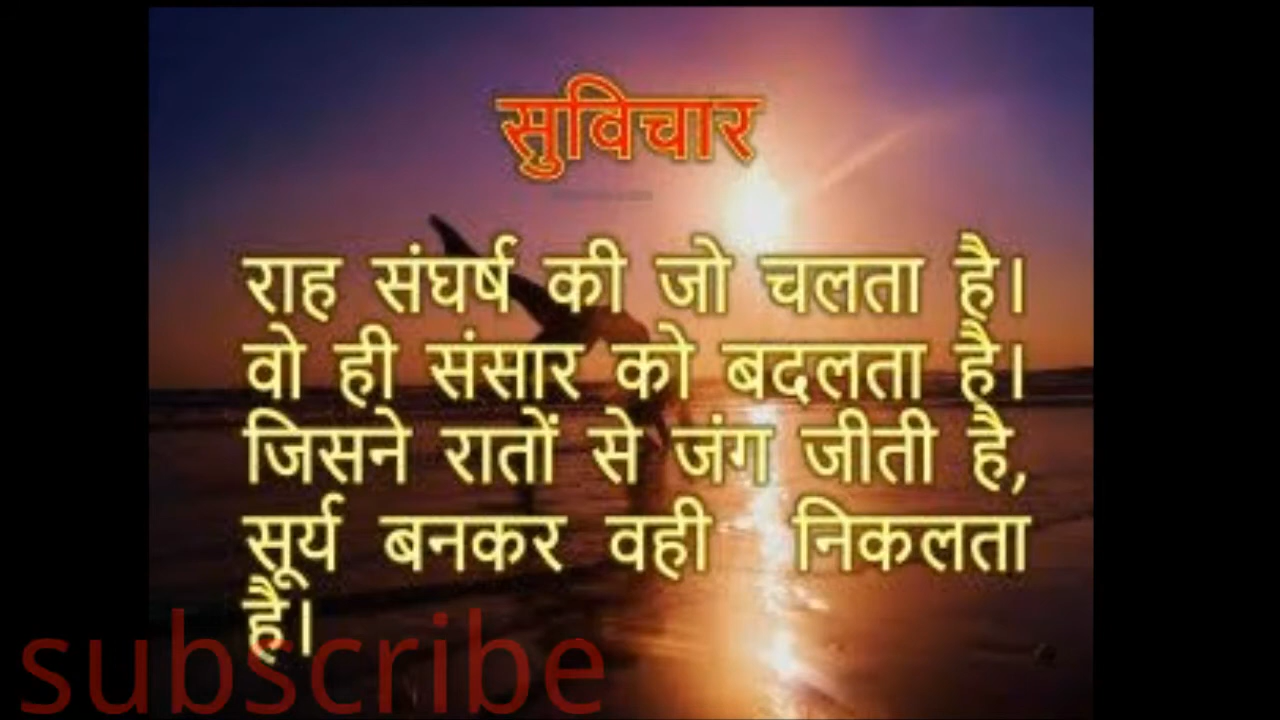 सुविचार
राह संघर्ष की जो चलता है।
वो ही संसार को बदलता है।
जिसने रातों से जंग जीती है,
सूर्य बनकर वही निकलता
है।
subscribe